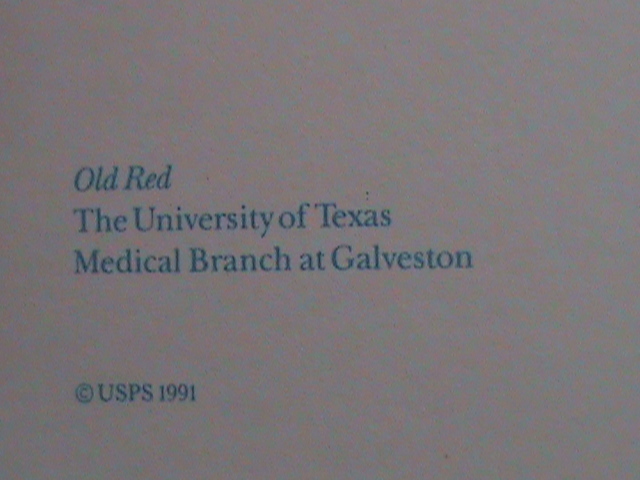 Old Red
The University of Texas
Medical Branch at Galveston
© USPS 1991